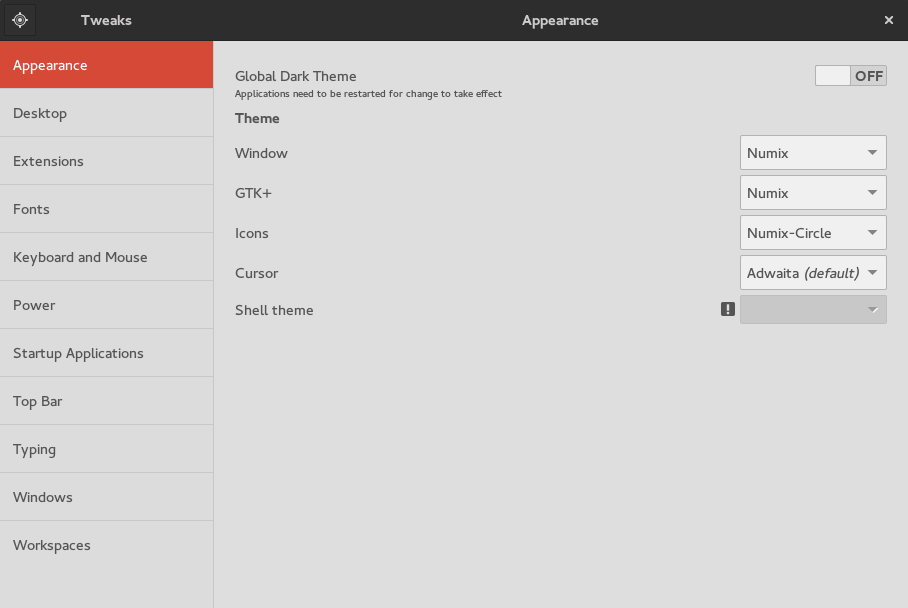 Tweaks
Appearance
Appearance
Desktop
Extensions
Fonts
Keyboard and Mouse
Power
Startup Applications
Top Bar
Typing
Windows
Workspaces
Global Dark Theme OFF
Applications need to be restarted for change to take effect
Theme
Window Numix
GTK+ Numix
Icons Numix-Circle
Cursor Adwaita (default)
Shell theme